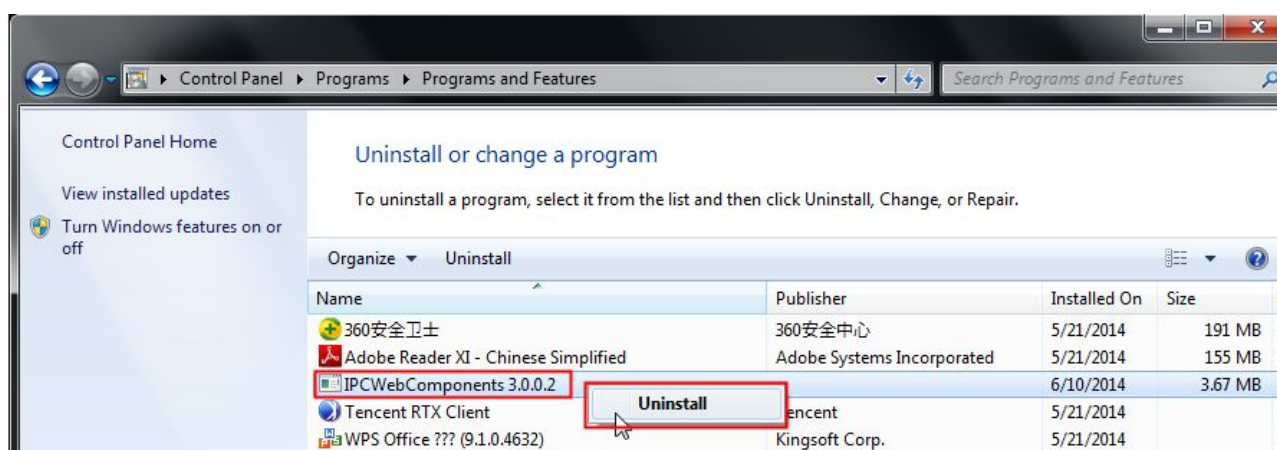 Control Panel ▸ Programs ▸ Programs and Features
Search Programs and Features
Control Panel Home
View installed updates
Turn Windows features on or
off
Uninstall or change a program
To uninstall a program, select it from the list and then click Uninstall, Change, or Repair.
Organize Uninstall
Name Publisher Installed On Size
360安全卫士 360安全中心 5/21/2014 191 MB
Adobe Reader XI - Chinese Simplified Adobe Systems Incorporated 5/21/2014 155 MB
IPCWebComponents 3.0.0.2 6/10/2014 3.67 MB
Uninstall
Tencent RTX Client encent 5/21/2014
WPS Office ??? (9.1.0.4632) Kingsoft Corp. 5/21/2014